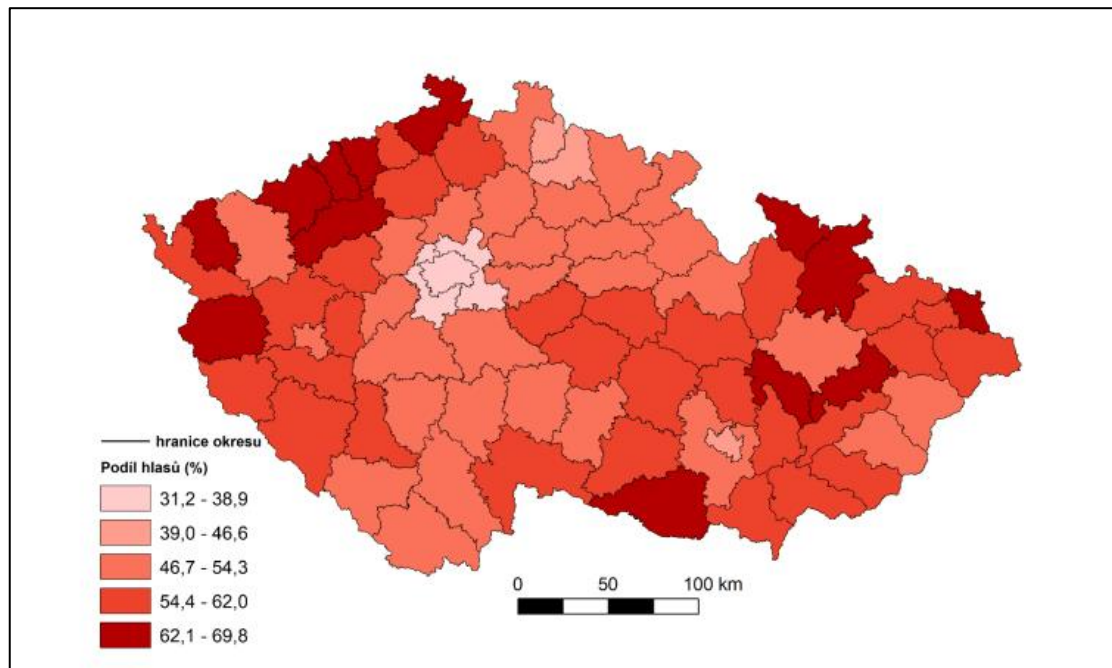 hranice okresu
Podíl hlasů (%)
31,2 - 38,9
39,0 - 46,6
46,7 - 54,3
54,4 - 62,0
62,1 - 69,8
0 50 100 km